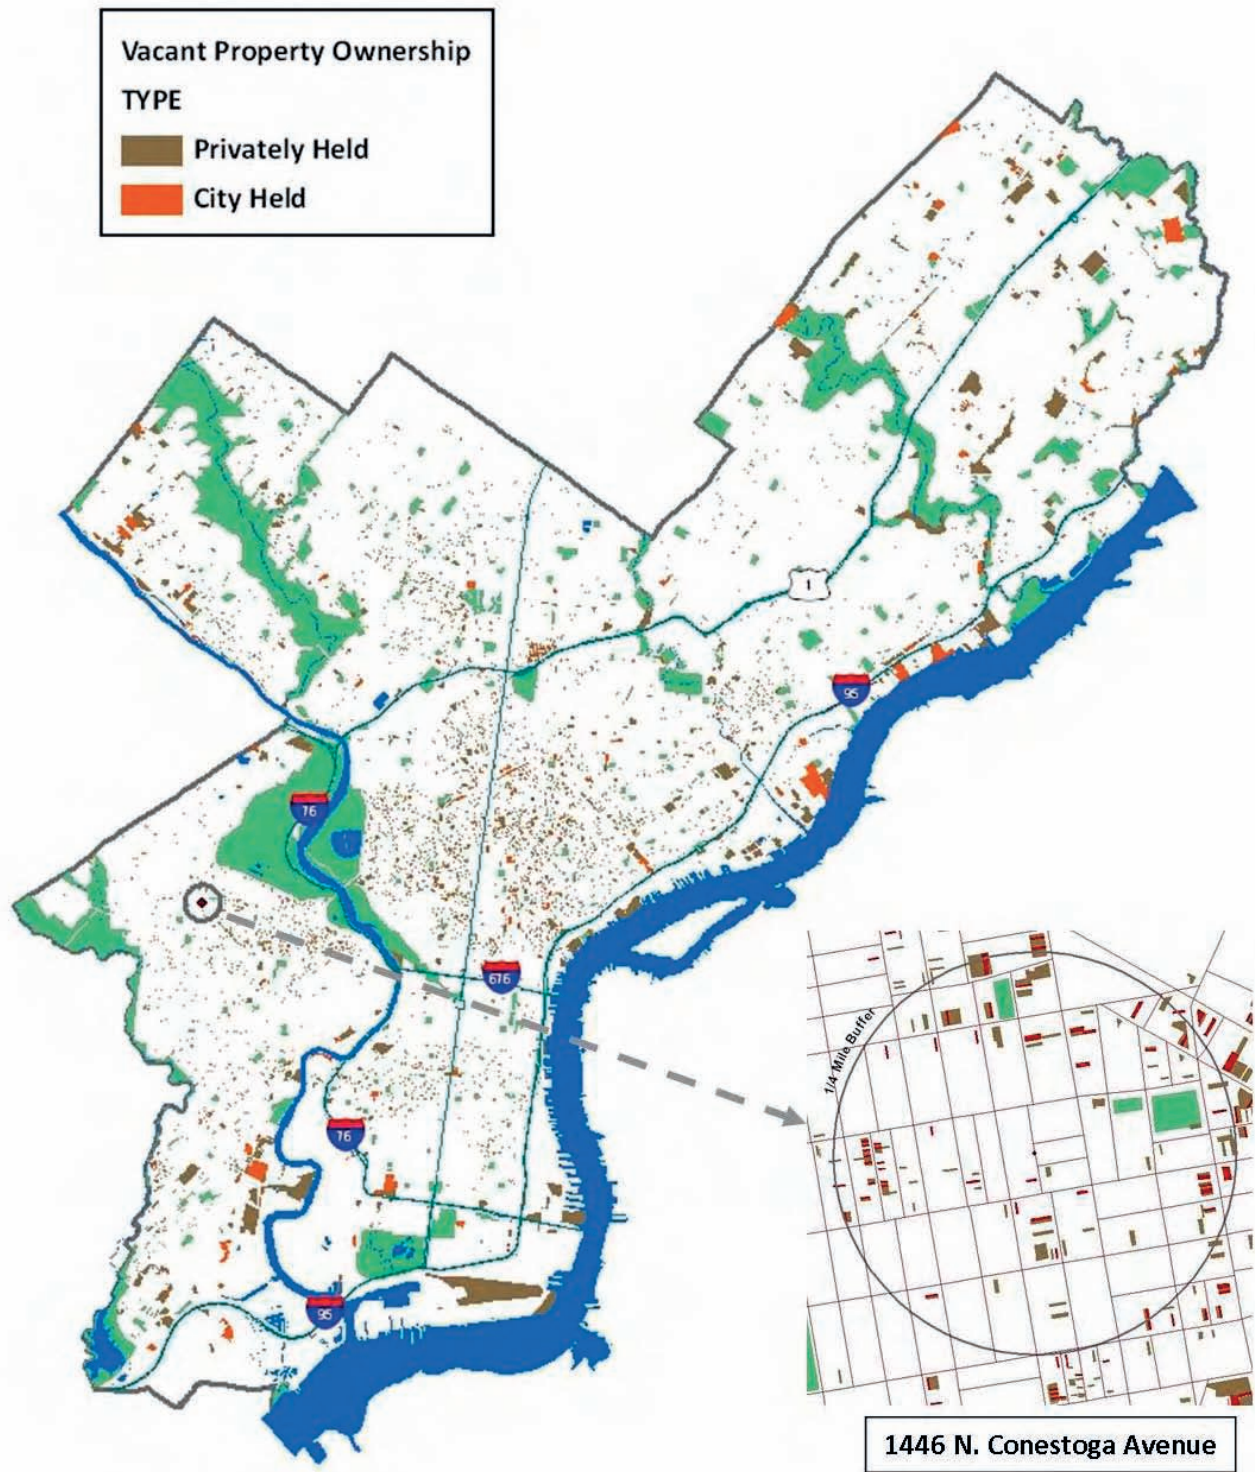 Vacant Property Ownership
TYPE
Privately Held
City Held
1
95
76
676
1/4 Mile Buffer
76
95
1446 N. Conestoga Avenue